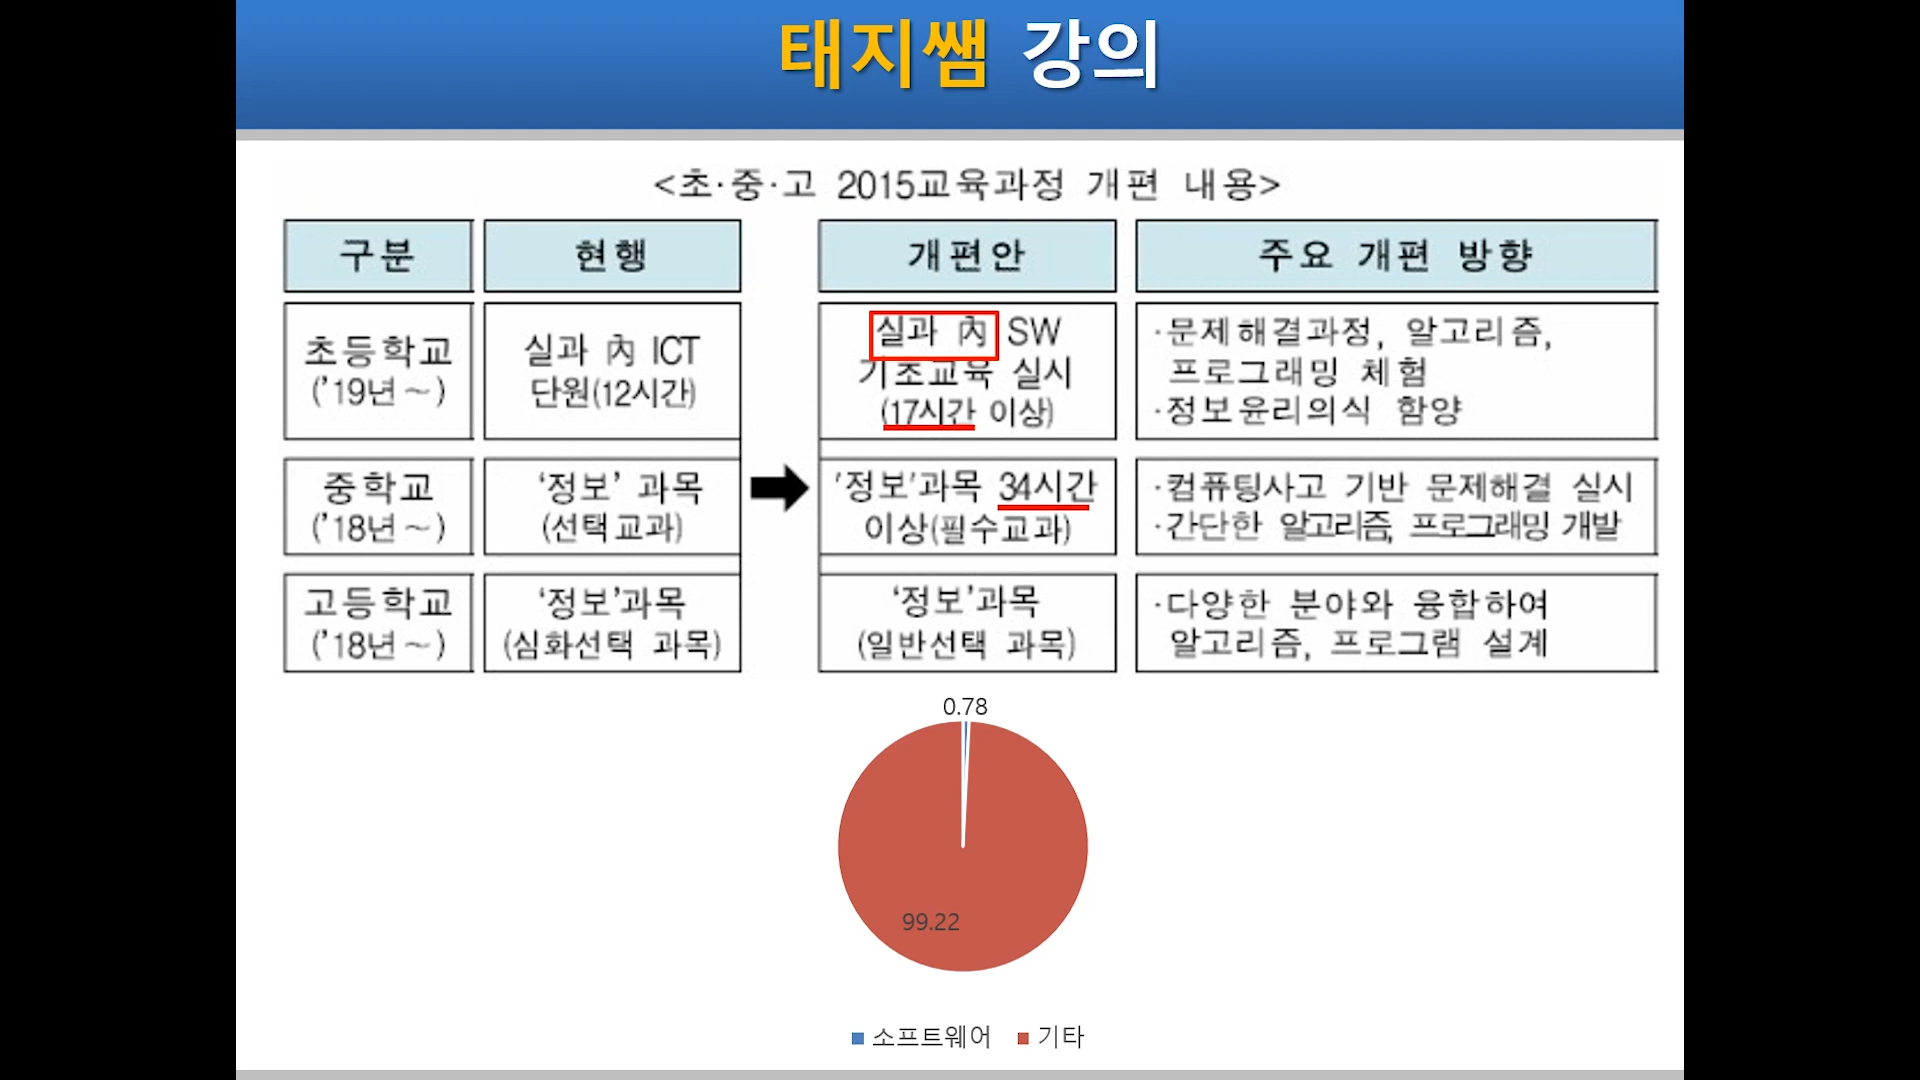 태지쌤 강의
<초·중·고 2015교육과정 개편 내용>
구분
현행
개편안
주요 개편 방향
초등학교
('19년~)
실과 內 ICT
단원(12시간)
실과 內 SW
기초교육 실시
(17시간 이상)
·문제해결과정, 알고리즘,
프로그래밍 체험
·정보윤리의식 함양
중학교
('18년~)
‘정보’ 과목
(선택교과)
'정보'과목 34시간
이상(필수교과)
·컴퓨팅사고 기반 문제해결 실시
·간단한 알고리즘, 프로그래밍 개발
고등학교
('18년~)
‘정보’과목
(심화선택 과목)
‘정보’과목
(일반선택 과목)
·다양한 분야와 융합하여
알고리즘, 프로그램 설계
0.78
99.22
소프트웨어 기타